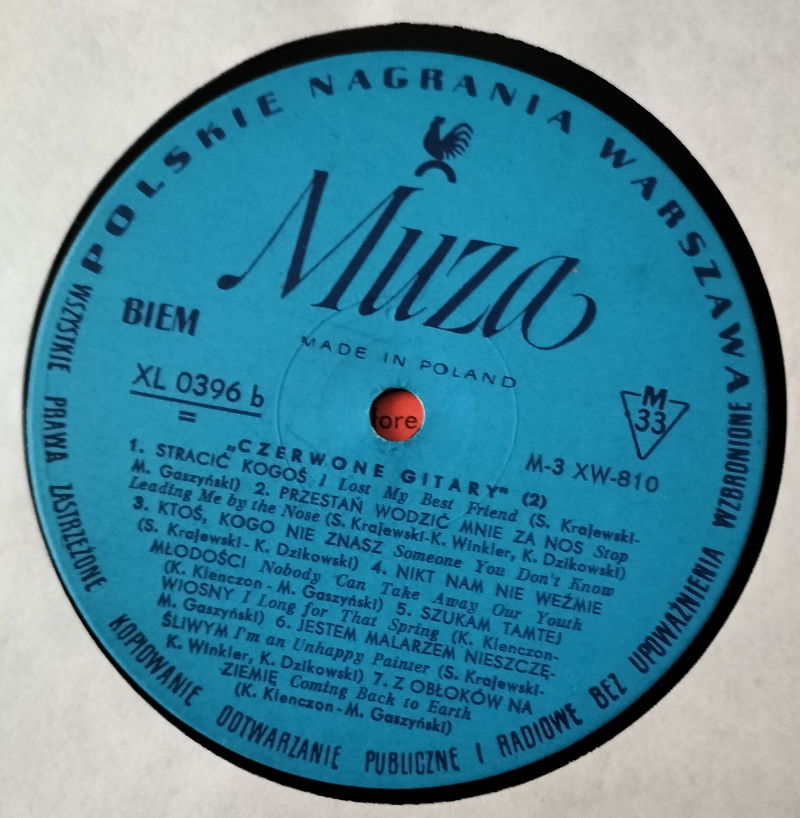 POLSKIE NAGRANIA WARSZAWA
Muza
BIEM
MADE IN POLAND
XL 0396 b
=
M
33
M-3 XW-810
„CZERWONE GITARY” (2)
1. STRACIĆ KOGOŚ I Lost My Best Friend (S. Krajewski-
M. Gaszyński) 2. PRZESTAŃ WODZIĆ MNIE ZA NOS Stop
Leading Me by the Nose (S. Krajewski-K. Winkler, K. Dzikowski)
3. KTOŚ, KOGO NIE ZNASZ Someone You Don't Know
(S. Krajewski - K. Dzikowski) 4. NIKT NAM NIE WEŹMIE
MŁODOŚCI Nobody Can Take Away Our Youth
(K. Klenczon - M. Gaszyński) 5. SZUKAM TAMTEJ
WIOSNY I Long for That Spring (K. Klenczon-
M. Gaszyński) 6. JESTEM MALARZEM NIESZCZĘ-
ŚLIWYM I'm an Unhappy Painter (S. Krajewski-
K. Winkler, K. Dzikowski) 7. Z OBŁOKÓW NA
ZIEMIĘ Coming Back to Earth
(K. Klenczon - M. Gaszyński)
WSZYSTKIE PRAWA ZASTRZEŻONE KOPIOWANIE ODTWARZANIE PUBLICZNE I RADIOWE BEZ UPOWAŻNIENIA WZBRONIONE